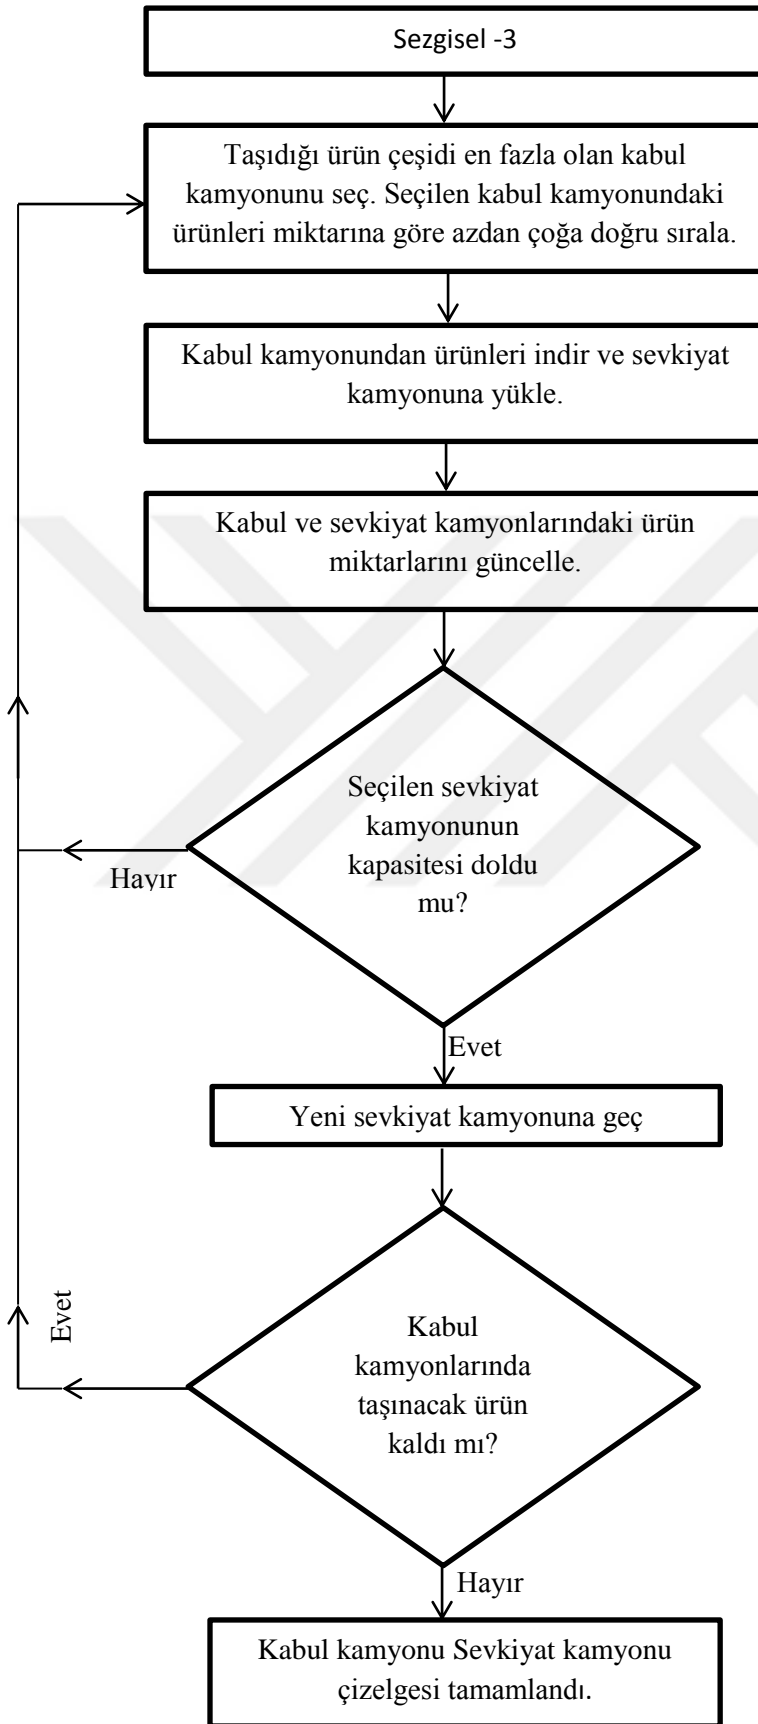 Sezgisel -3
Taşıdığı ürün çeşidi en fazla olan kabul
kamyonunu seç. Seçilen kabul kamyonundaki
ürünleri miktarına göre azdan çoğa doğru sırala.
Kabul kamyonundan ürünleri indir ve sevkiyat
kamyonuna yükle.
Kabul ve sevkiyat kamyonlarındaki ürün
miktarlarını güncelle.
Seçilen sevkiyat
kamyonunun
kapasitesi doldu
mu?
Hayır
Evet
Yeni sevkiyat kamyonuna geç
Kabul
kamyonlarında
taşınacak ürün
kaldı mı?
Evet
Hayır
Kabul kamyonu Sevkiyat kamyonu
çizelgesi tamamlandı.